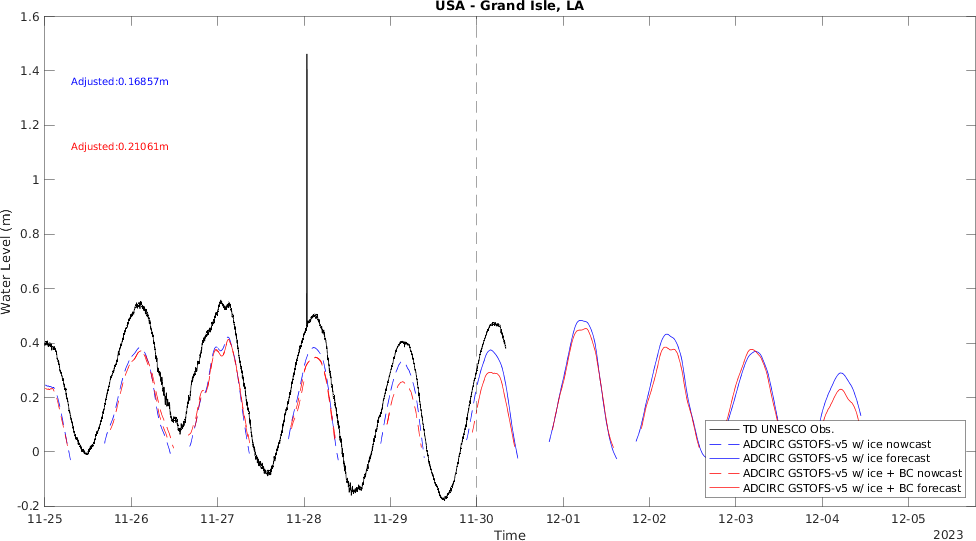 USA - Grand Isle, LA
1.6
1.4
1.2
1
0.8
0.6
0.4
0.2
0
-0.2
Water Level (m)
Adjusted:0.16857m
Adjusted:0.21061m
TD UNESCO Obs.
ADCIRC GSTOFS-v5 w/ ice nowcast
ADCIRC GSTOFS-v5 w/ ice forecast
ADCIRC GSTOFS-v5 w/ ice + BC nowcast
ADCIRC GSTOFS-v5 w/ ice + BC forecast
11-25 11-26 11-27 11-28 11-29 11-30 12-01 12-02 12-03 12-04 12-05
Time
2023